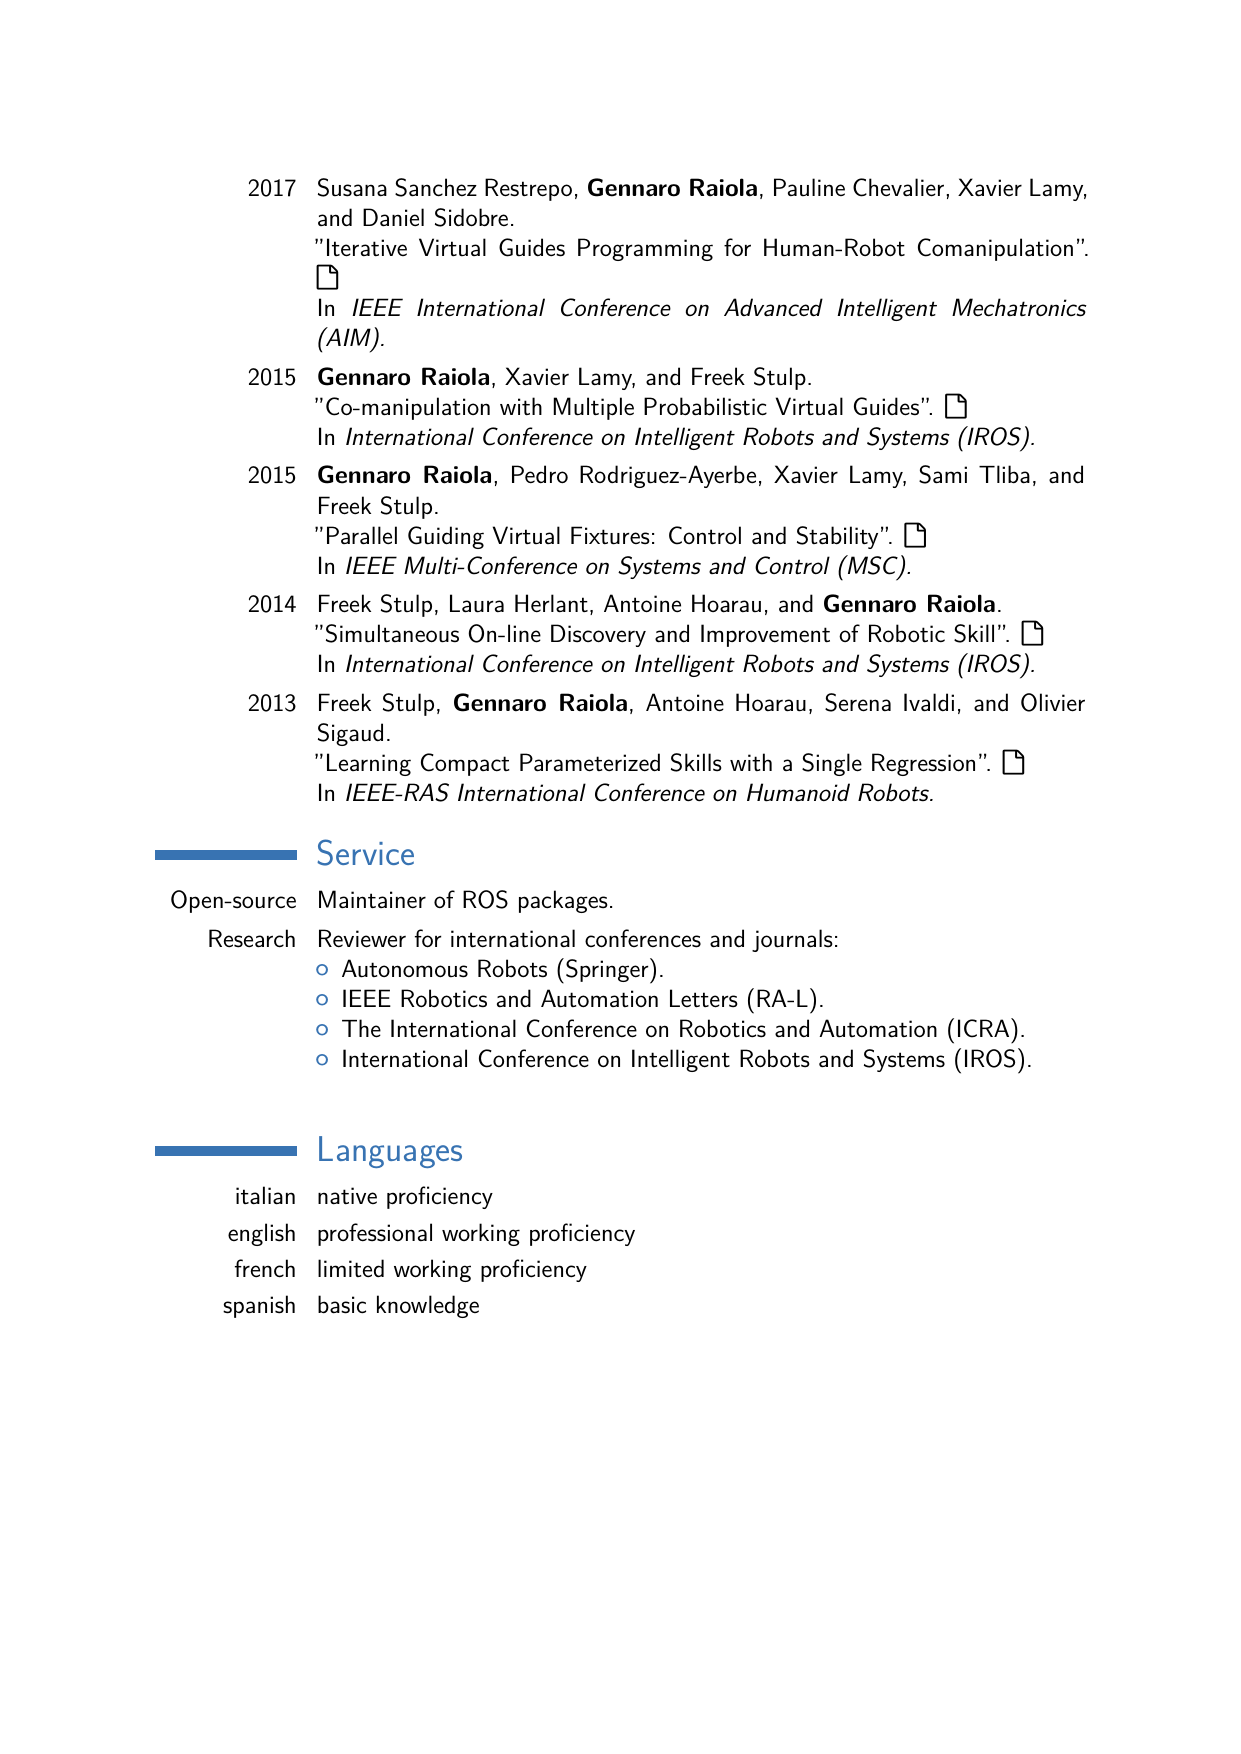 2017 Susana Sanchez Restrepo, Gennaro Raiola, Pauline Chevalier, Xavier Lamy,
and Daniel Sidobre.
”Iterative Virtual Guides Programming for Human-Robot Comanipulation”.
In IEEE International Conference on Advanced Intelligent Mechatronics
(AIM).
2015 Gennaro Raiola, Xavier Lamy, and Freek Stulp.
”Co-manipulation with Multiple Probabilistic Virtual Guides”.
In International Conference on Intelligent Robots and Systems (IROS).
2015 Gennaro Raiola, Pedro Rodriguez-Ayerbe, Xavier Lamy, Sami Tliba, and
Freek Stulp.
”Parallel Guiding Virtual Fixtures: Control and Stability”.
In IEEE Multi-Conference on Systems and Control (MSC).
2014 Freek Stulp, Laura Herlant, Antoine Hoarau, and Gennaro Raiola.
”Simultaneous On-line Discovery and Improvement of Robotic Skill”.
In International Conference on Intelligent Robots and Systems (IROS).
2013 Freek Stulp, Gennaro Raiola, Antoine Hoarau, Serena Ivaldi, and Olivier
Sigaud.
”Learning Compact Parameterized Skills with a Single Regression”.
In IEEE-RAS International Conference on Humanoid Robots.
Service
Open-source Maintainer of ROS packages.
Research Reviewer for international conferences and journals:
Autonomous Robots (Springer).
IEEE Robotics and Automation Letters (RA-L).
The International Conference on Robotics and Automation (ICRA).
International Conference on Intelligent Robots and Systems (IROS).
Languages
italian native proficiency
english professional working proficiency
french limited working proficiency
spanish basic knowledge